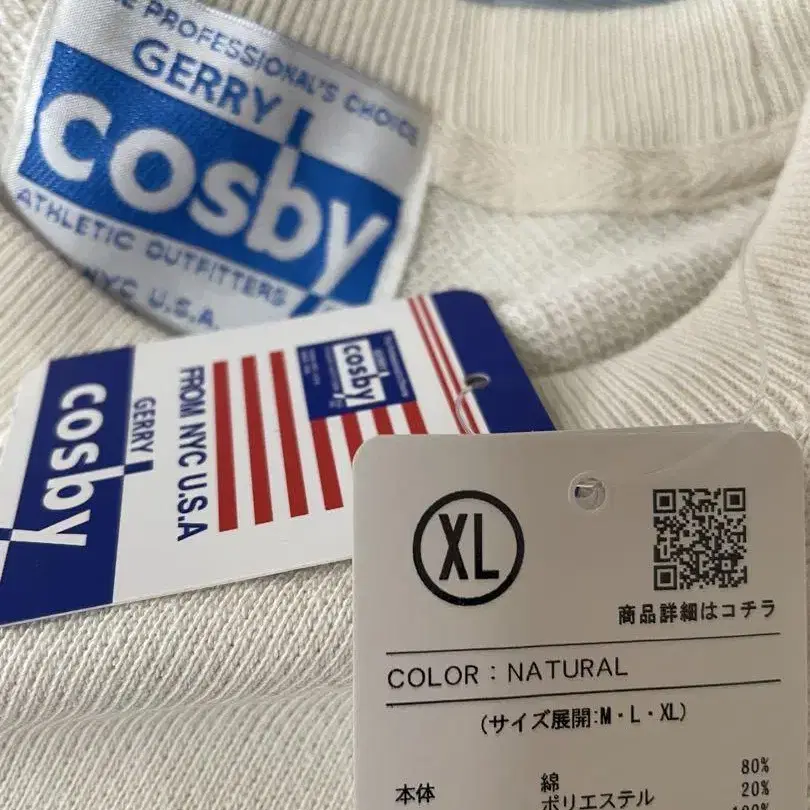 THE PROFESSIONAL'S CHOICE
GERRY
cosby
ATHLETIC OUTFITTERS
NYC U.S.A.
GERRY
cosby
FROM NYC U.S.A
cosby
XL
商品詳細はコチラ
COLOR：NATURAL
(サイズ展開:M・L・XL)
本体
綿 80%
ポリエステル 20%